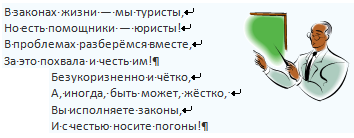 В законах жизни — мы туристы,
Но есть помощники — юристы!
В проблемах разберёмся вместе,
За это похвала и честь им!¶
Безукоризненно и чётко,
А, иногда, быть может, жёстко,
Вы исполняете законы,
И с честью носите погоны!¶